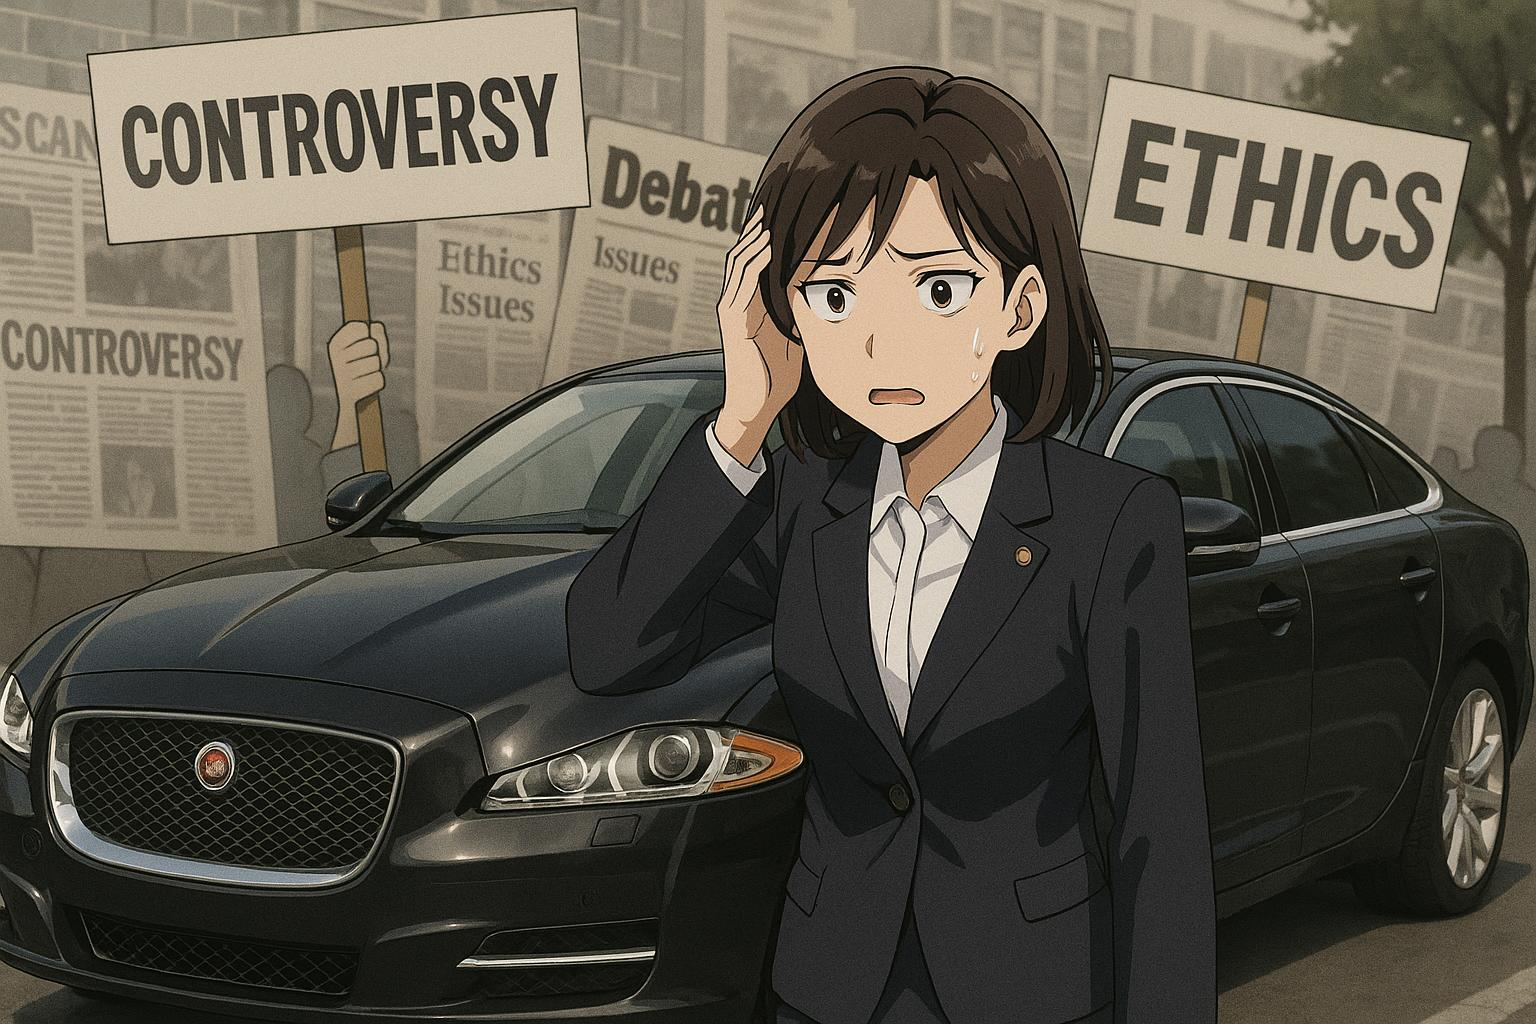 SCAN
CONTROVERSY
Debat
Issues
Ethics
Issues
ETHICS
CONTROVERSY